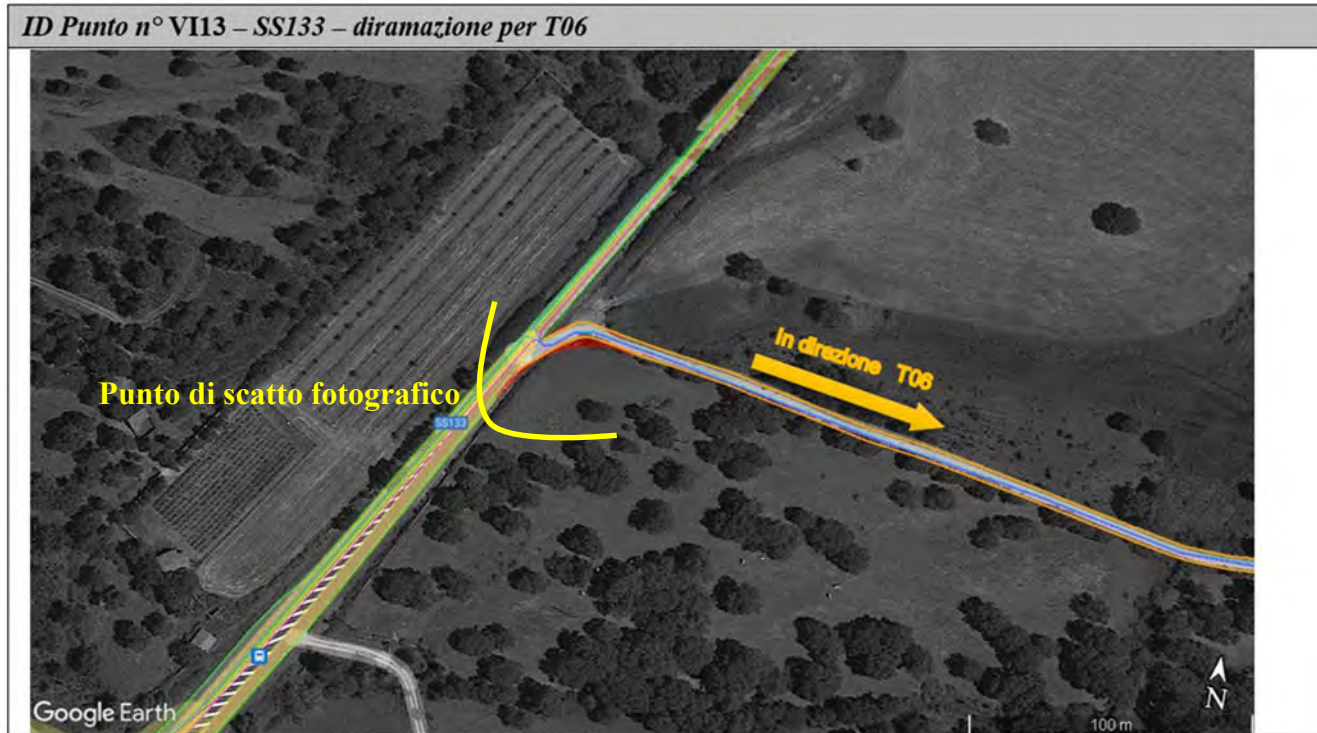 ID Punto n° VI13 – SS133 – diramazione per T06
In direzione T06
Punto di scatto fotografico
SS133
Google Earth
N
100 m